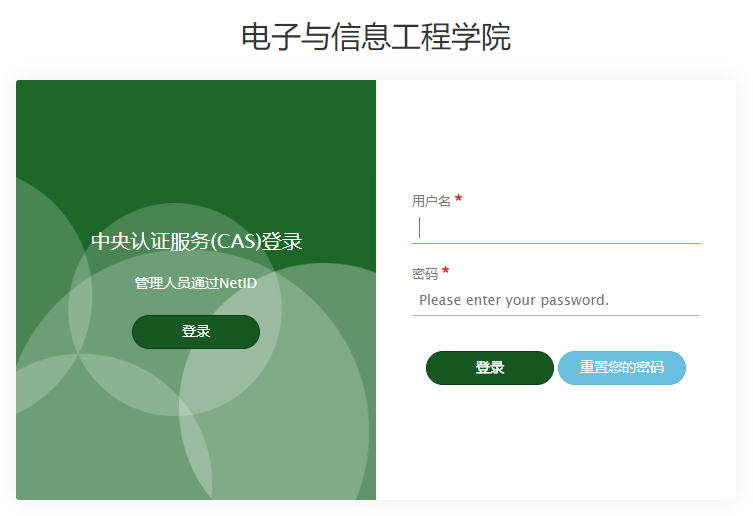 电子与信息工程学院
中央认证服务(CAS)登录
管理人员通过NetID
登录
用户名 *
密码 *
Please enter your password.
登录
重置您的密码